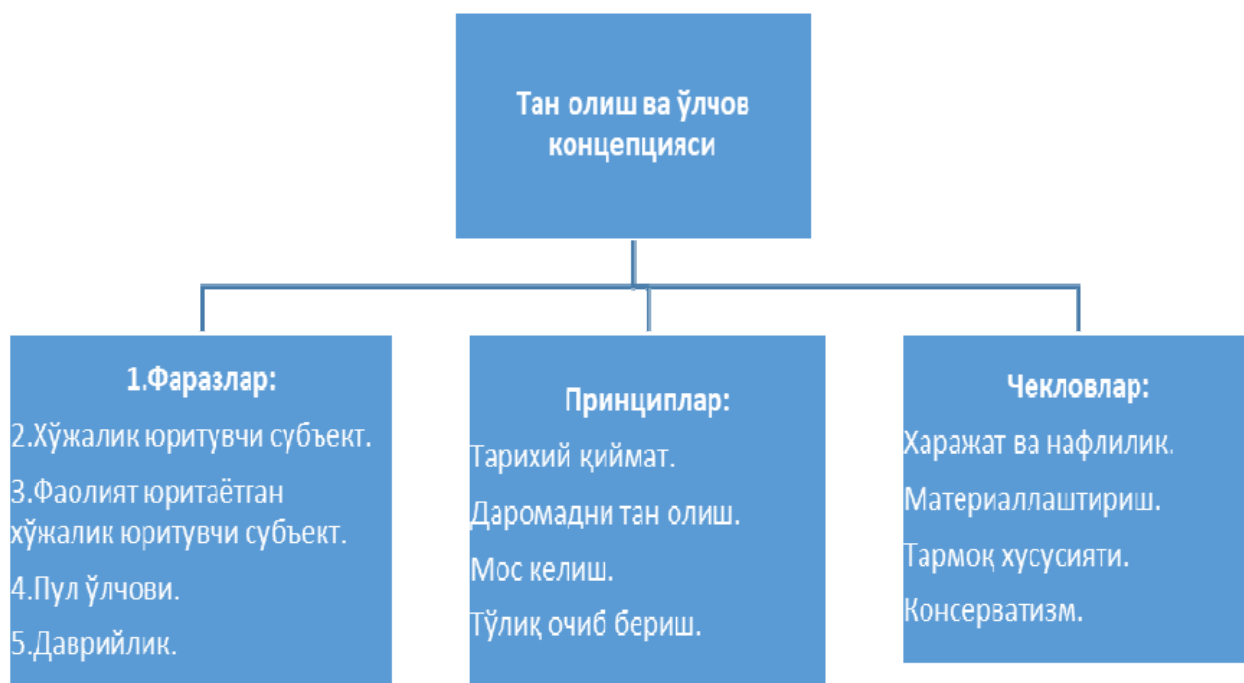 Тан олиш ва ўлчов
концепцияси
1.Фаразлар:
2.Хўжалик юритувчи субъект.
3.Фаолият юритаётган
хўжалик юритувчи субъект.
4.Пул ўлчови.
5.Даврийлик.
Принциплар:
Тарихий қиймат.
Даромадни тан олиш.
Мос келиш.
Тўлиқ очиб бериш.
Чекловлар:
Харажат ва нафлилик.
Материаллаштириш.
Тармоқ хусусияти.
Консерватизм.